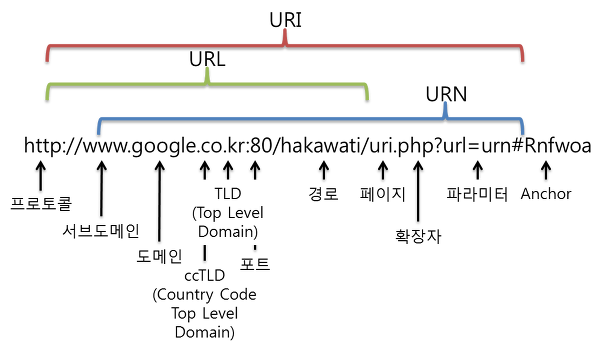 URI
URL
URN
http://www.google.co.kr:80/hakawati/uri.php?url=urn#Rnfwoa
프로토콜
서브도메인
도메인
ccTLD
(Country Code
Top Level
Domain)
TLD
(Top Level
Domain)
포트
경로
페이지
확장자
파라미터
Anchor